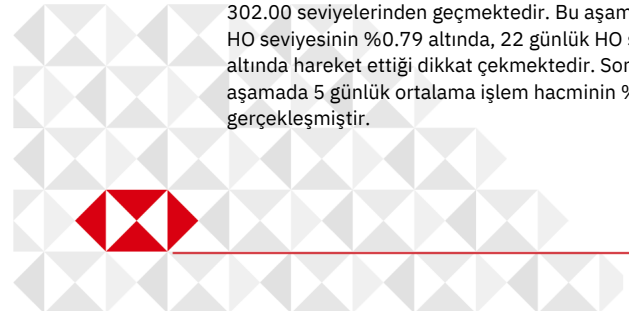 302.00 seviyelerinden geçmektedir. Bu aşam
HO seviyesinin %0.79 altında, 22 günlük HO s
altında hareket ettiği dikkat çekmektedir. Son
aşamada 5 günlük ortalama işlem hacminin %
gerçekleşmiştir.